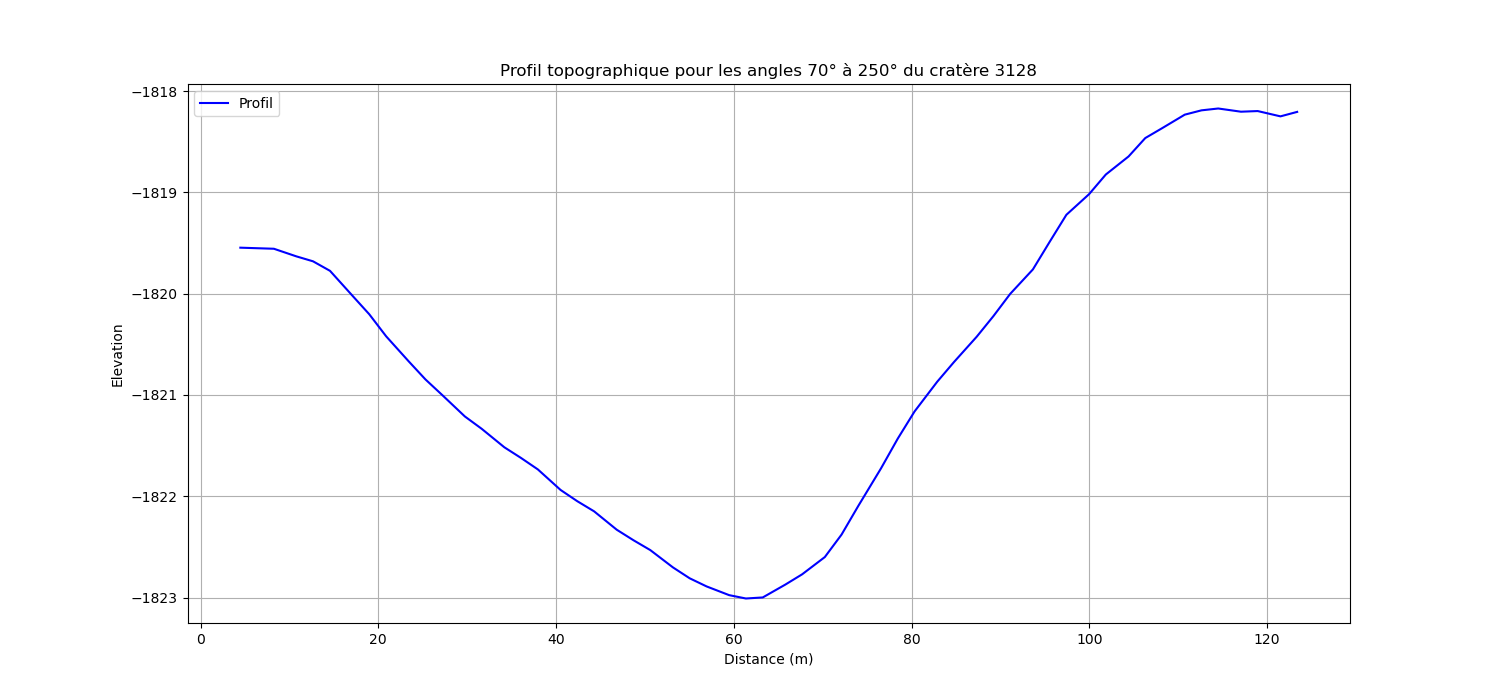 Profil topographique pour les angles 70° à 250° du cratère 3128
Profil
−1818
−1819
−1820
−1821
−1822
−1823
Elevation
0 20 40 60 80 100 120
Distance (m)